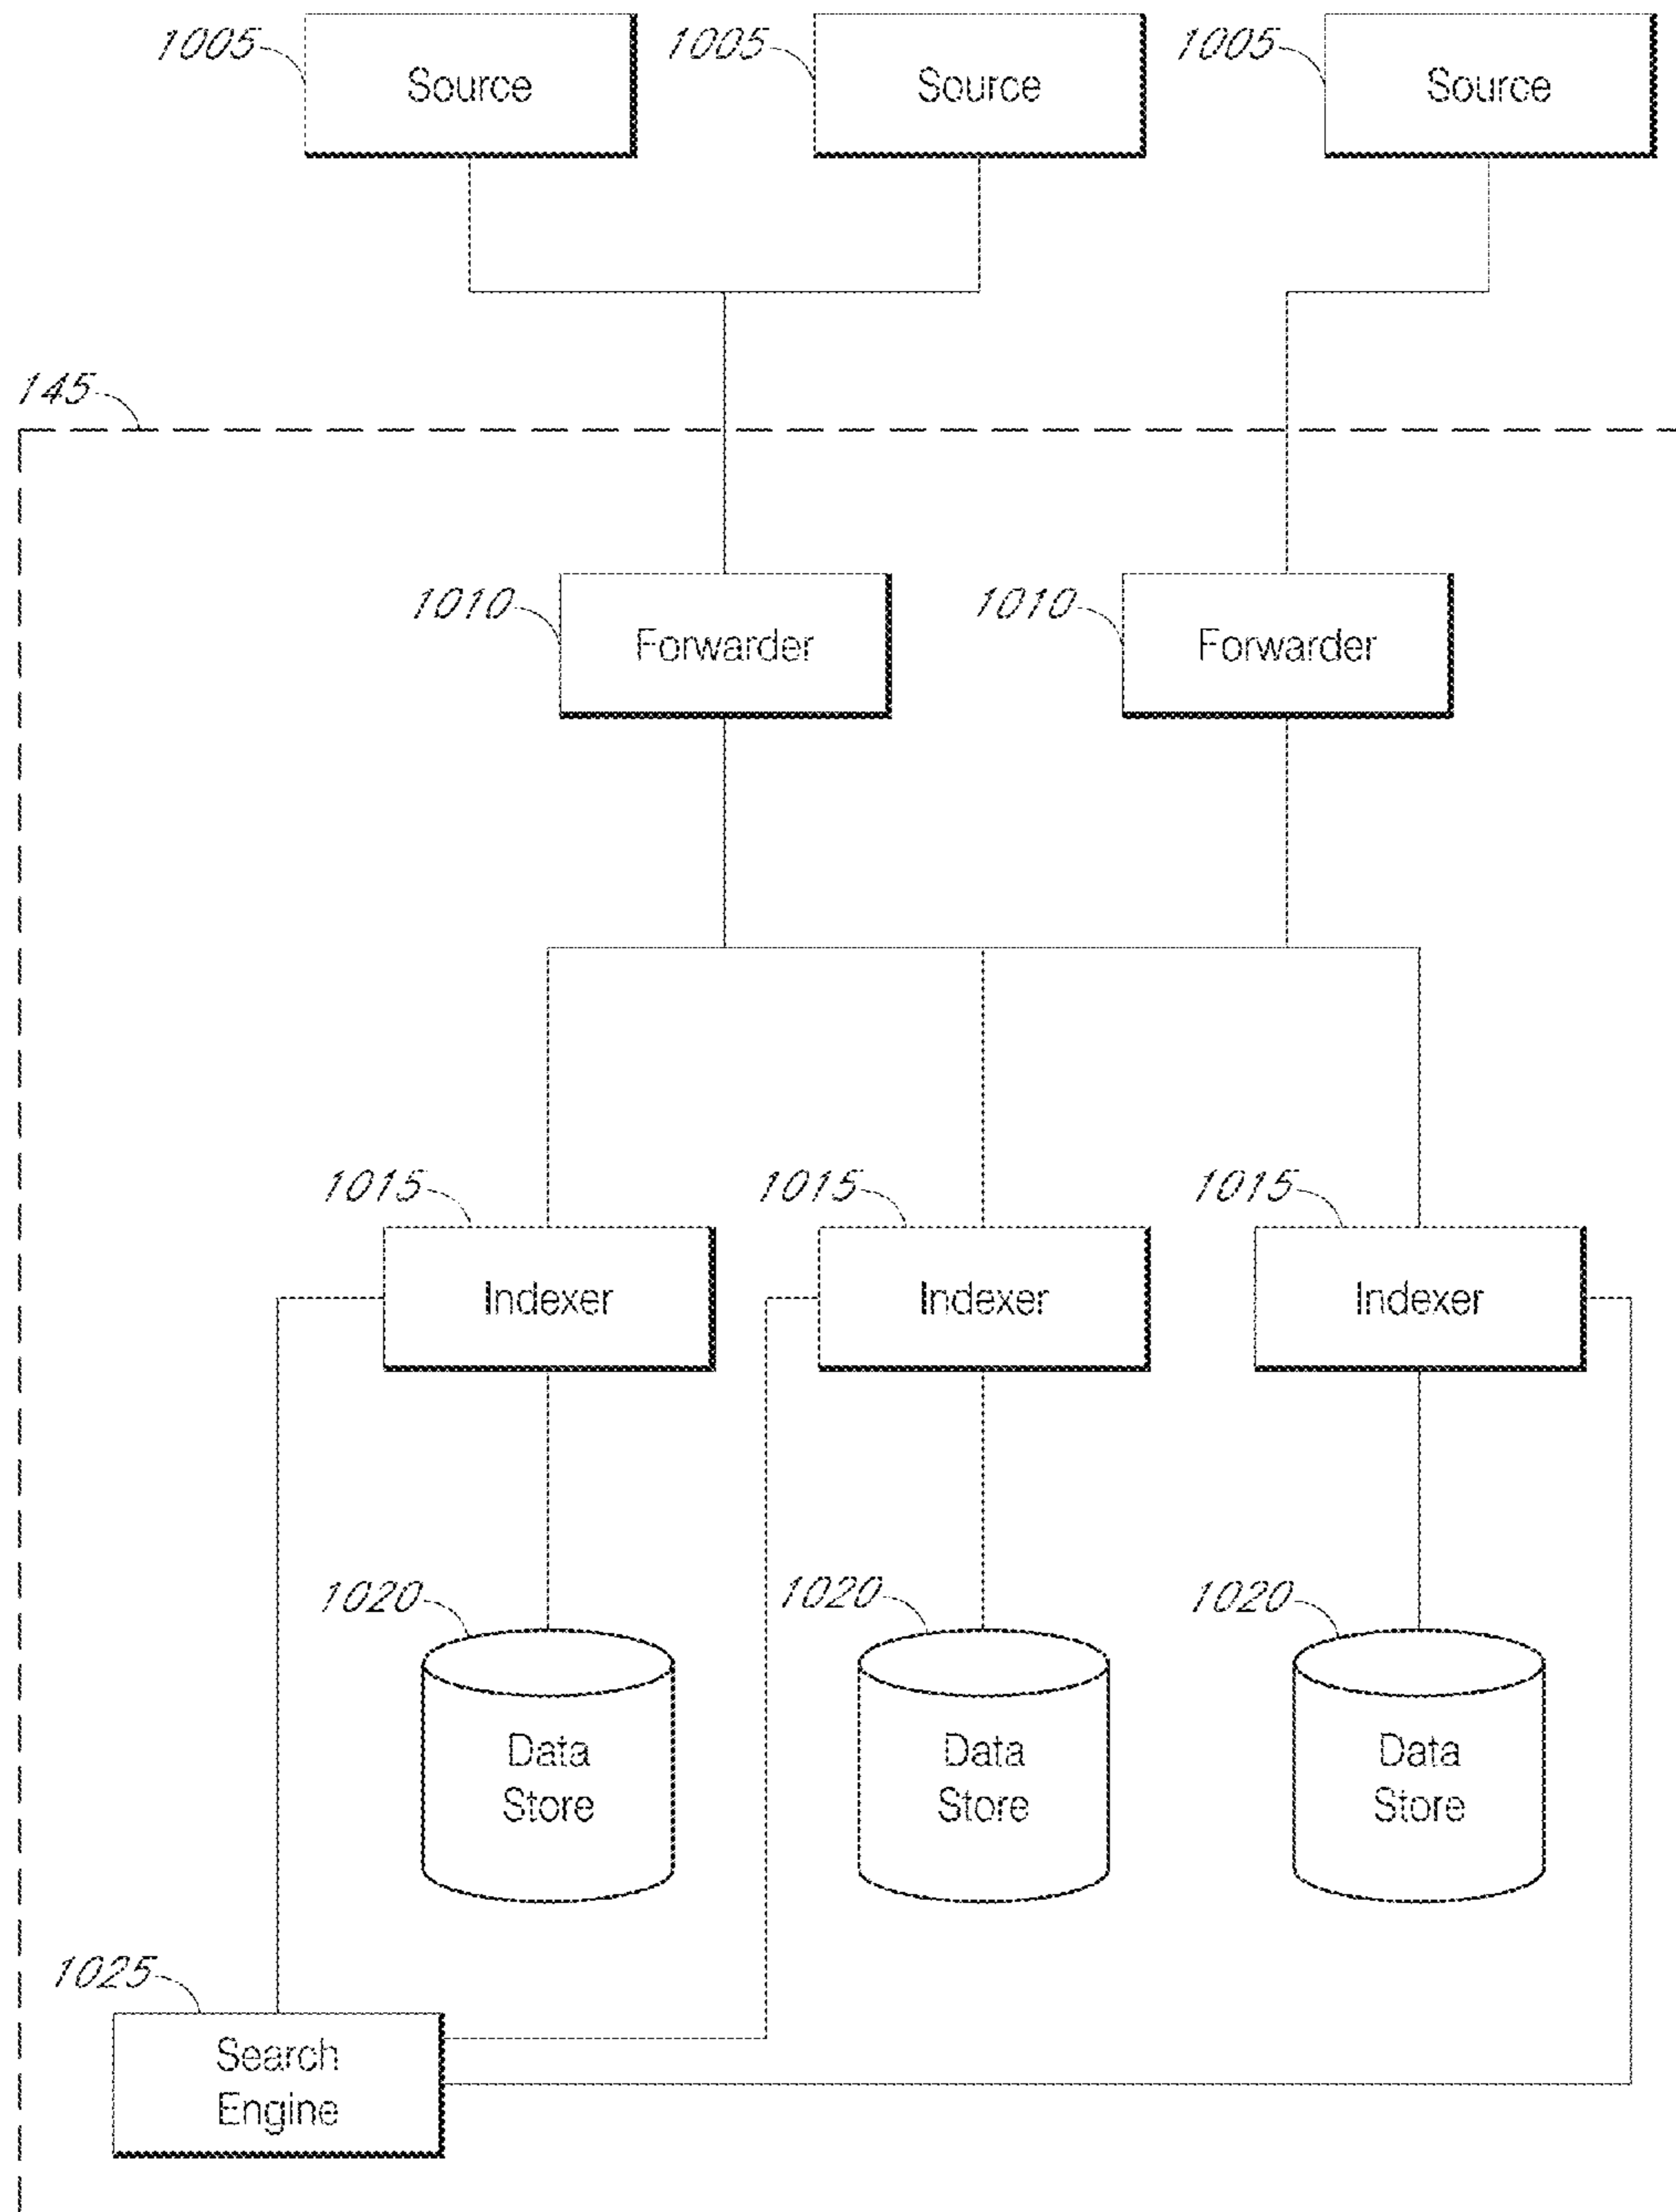 1005 1005 1005
Source Source Source
145
1010 1010
Forwarder Forwarder
1015 1015 1015
Indexer Indexer Indexer
1020 1020 1020
Data Data Data
Store Store Store
1025
Search
Engine